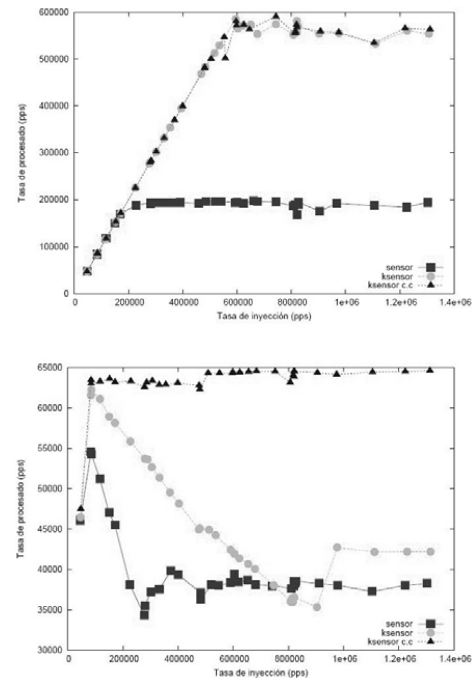 600000
500000
400000
300000
200000
100000
0
Tasa de procesado (pps)
0 200000 400000 600000 800000 1e+06 1.2e+06 1.4e+06
Tasa de inyección (pps)
sensor
ksensor
ksensor c.c
65000
60000
55000
50000
45000
40000
35000
30000
Tasa de procesado (pps)
0 200000 400000 600000 800000 1e+06 1.2e+06 1.4e+06
Tasa de inyección (pps)
sensor
ksensor
ksensor c.c